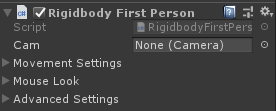 Rigidbody First Person
Script RigidbodyFirstPers
Cam None (Camera)
Movement Settings
Mouse Look
Advanced Settings